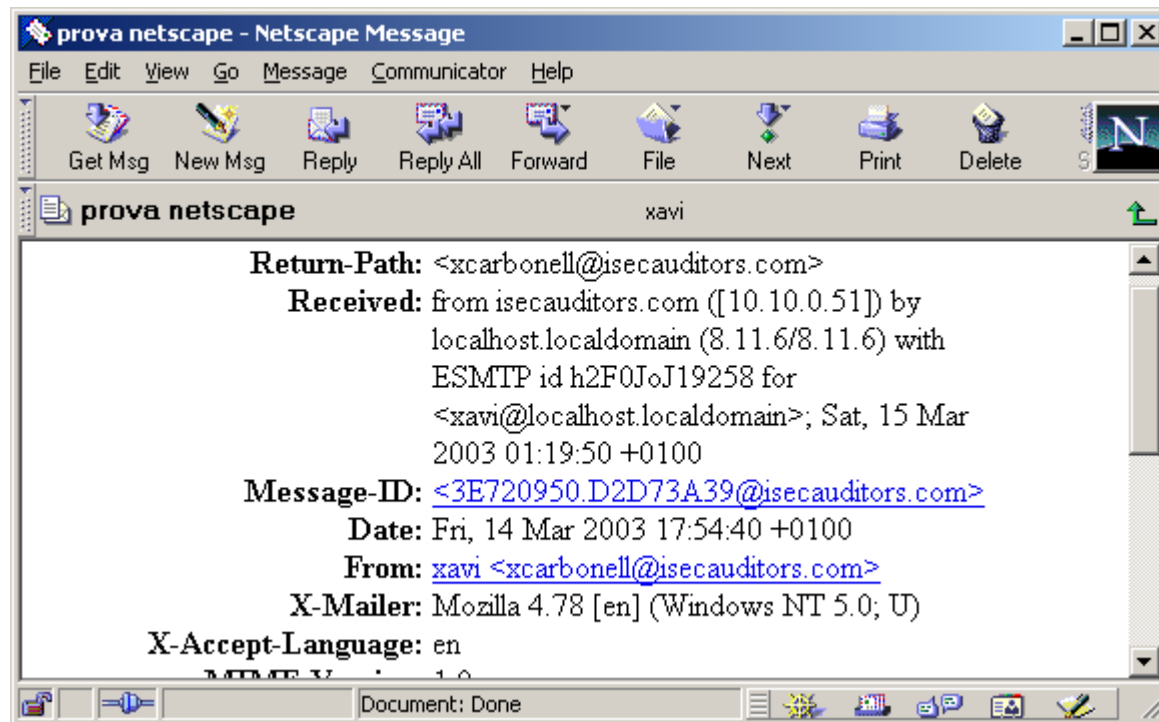 prova netscape - Netscape Message
File Edit View Go Message Communicator Help
Get Msg New Msg Reply Reply All Forward File Next Print Delete S N
prova netscape xavi
Return-Path: <xcarbonell@isecauditors.com>
Received: from isecauditors.com ([10.10.0.51]) by
localhost.localdomain (8.11.6/8.11.6) with
ESMTP id h2F0JoJ19258 for
<xavi@localhost.localdomain>; Sat, 15 Mar
2003 01:19:50 +0100
Message-ID: <3E720950.D2D73A39@isecauditors.com>
Date: Fri, 14 Mar 2003 17:54:40 +0100
From: xavi <xcarbonell@isecauditors.com>
X-Mailer: Mozilla 4.78 [en] (Windows NT 5.0; U)
X-Accept-Language: en
Document: Done